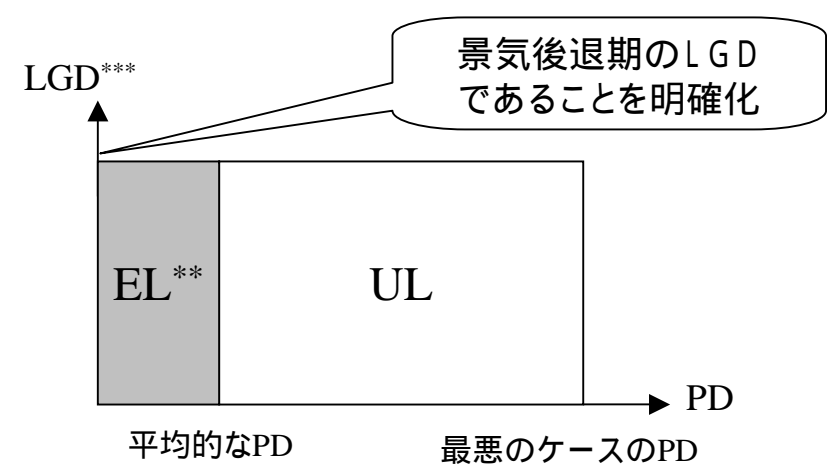 景気後退期のLGD
であることを明確化
LGD***
EL**
UL
PD
平均的なPD
最悪のケースのPD